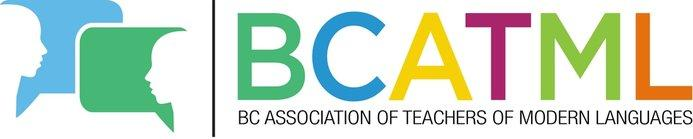 BCATML
BC ASSOCIATION OF TEACHERS OF MODERN LANGUAGES